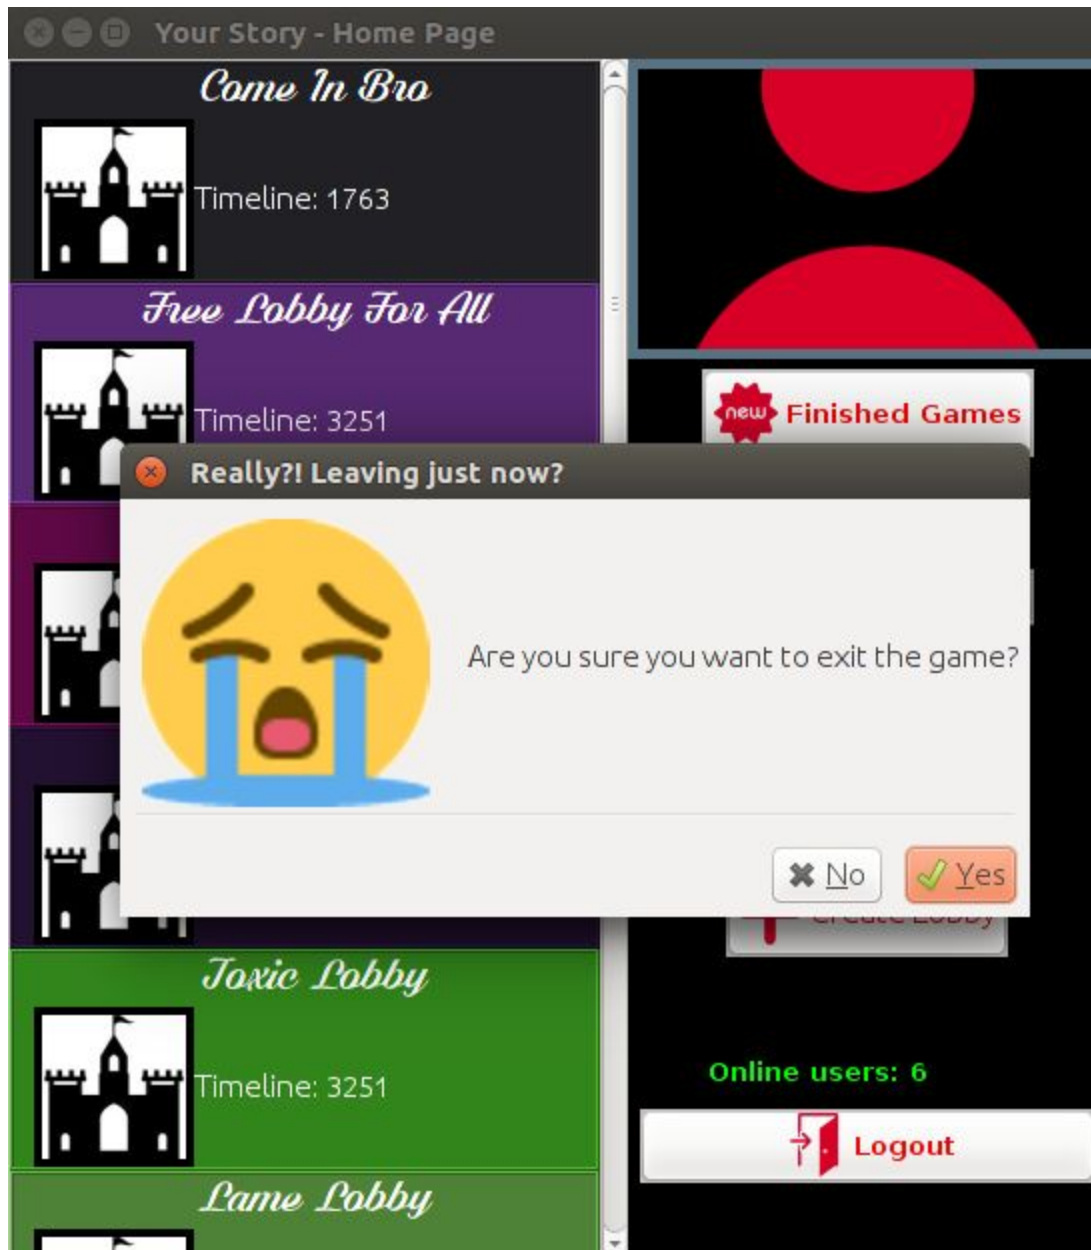 Your Story - Home Page
Come In Bro
Timeline: 1763
Free Lobby For All
Timeline: 3251
new Finished Games
Really?! Leaving just now?
Are you sure you want to exit the game?
No
Yes
Create Lobby
Toxic Lobby
Timeline: 3251
Online users: 6
Logout
Lame Lobby